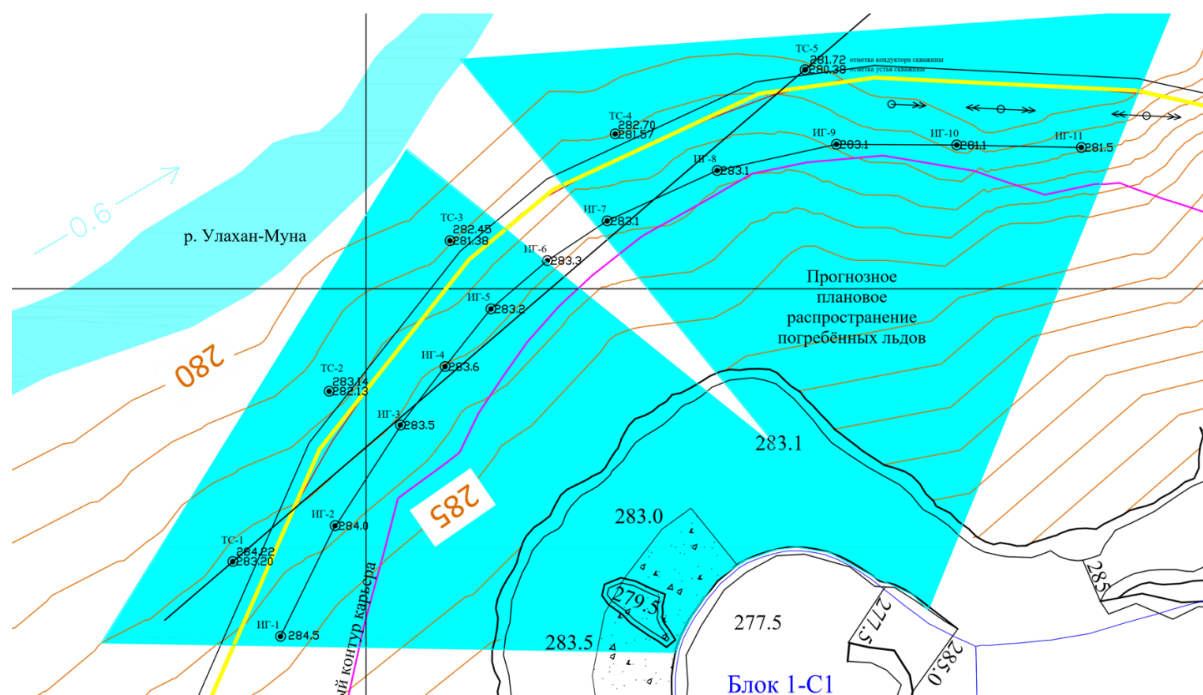 ТС-5
281.72 отметка кондуктора скважины
280.38 отметка устья скважины
ТС-4
282.70
281.57
ИГ-9
283.1
ИГ-10
281.1
ИГ-11
281.5
ИГ-8
283.1
0.6
р. Улахан-Муна
ТС-3
282.45
281.38
ИГ-7
283.1
ИГ-6
283.3
Прогнозное
плановое
распространение
погребённых льдов
ИГ-5
283.2
280
ИГ-4
283.6
ТС-2
283.14
282.13
ИГ-3
283.5
283.1
285
ИГ-2
284.0
283.0
ТС-1
284.22
283.20
285
279.5
ИГ-1
284.5
ый контур карьера
283.5
277.5
277.5
285.0
Блок 1-С1